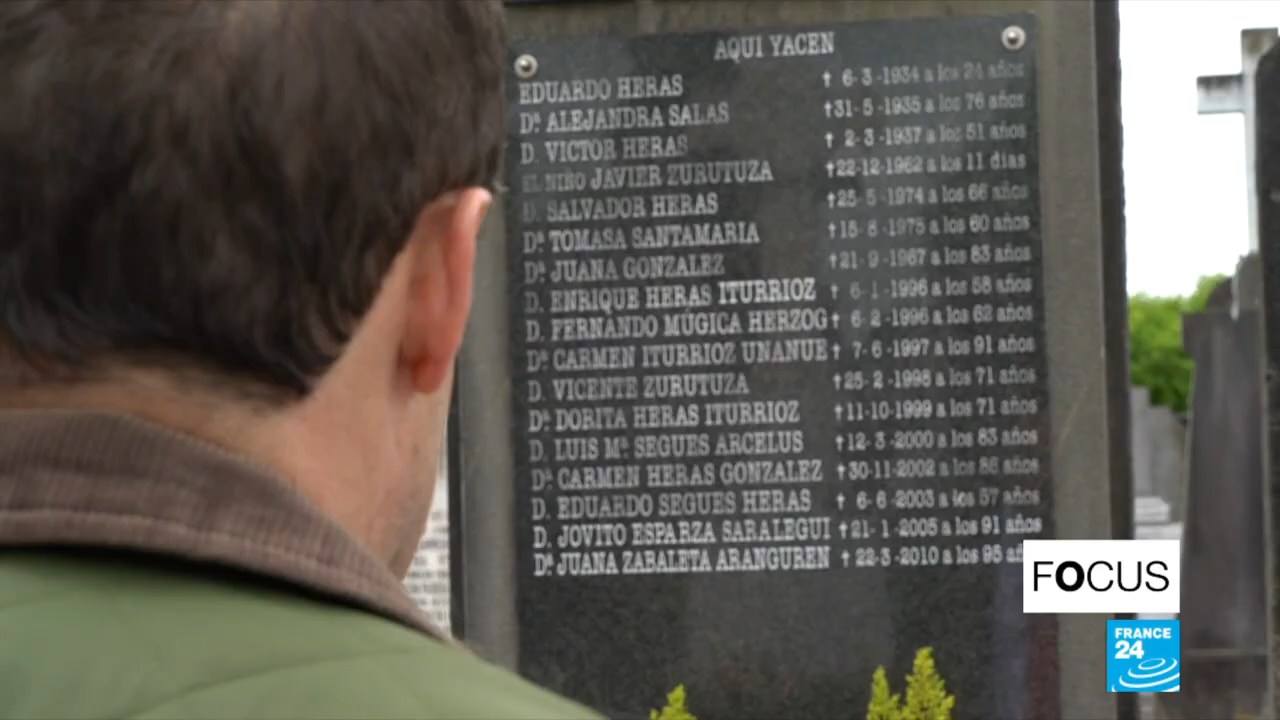 AQUI YACEN
EDUARDO HERAS † 6-3-1934 a los 24 años
Dª ALEJANDRA SALAS †31-5-1935 a los 76 años
D. VICTOR HERAS † 2-3-1937 a los 51 años
EL NIÑO JAVIER ZURUTUZA †22-12-1962 a los 11 dias
D. SALVADOR HERAS †25-5-1974 a los 66 años
Dª TOMASA SANTAMARIA †15-8-1975 a los 60 años
Dª JUANA GONZALEZ †21-9-1967 a los 83 años
D. ENRIQUE HERAS ITURRIOZ † 6-1-1996 a los 58 años
D. FERNANDO MÚGICA HERZOG † 6-2-1996 a los 62 años
Dª CARMEN ITURRIOZ UNANUE † 7-6-1997 a los 91 años
D. VICENTE ZURUTUZA †25-2-1998 a los 71 años
Dª DORITA HERAS ITURRIOZ †11-10-1999 a los 71 años
D. LUIS Mª SEGUES ARCELUS †12-3-2000 a los 83 años
Dª CARMEN HERAS GONZALEZ †30-11-2002 a los 86 años
D. EDUARDO SEGUES HERAS † 6-6-2003 a los 57 años
D. JOVITO ESPARZA SARALEGUI †21-1-2005 a los 91 años
Dª JUANA ZABALETA ARANGUREN † 22-3-2010 a los 95
FOCUS
FRANCE
24